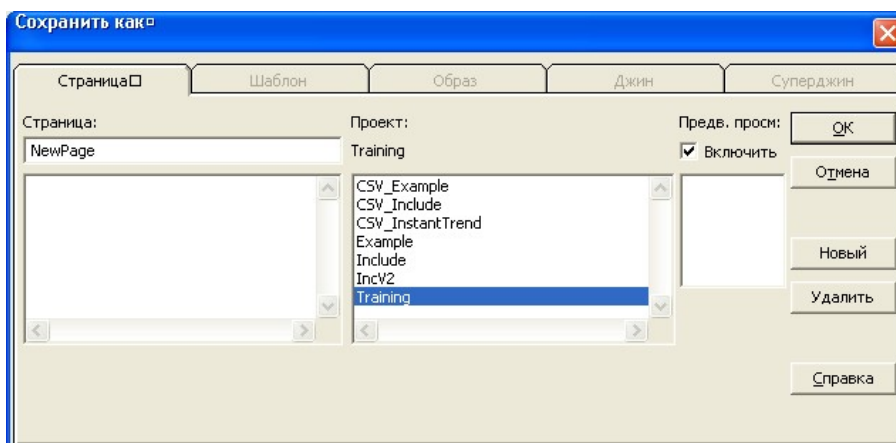 Сохранить как¤
Страница□ Шаблон Образ Джин Суперджин
Страница: Проект: Предв. просм:
NewPage Training Включить
OK
Отмена
CSV_Example
CSV_Include
CSV_InstantTrend
Example
Include
IncV2
Training
Новый
Удалить
Справка